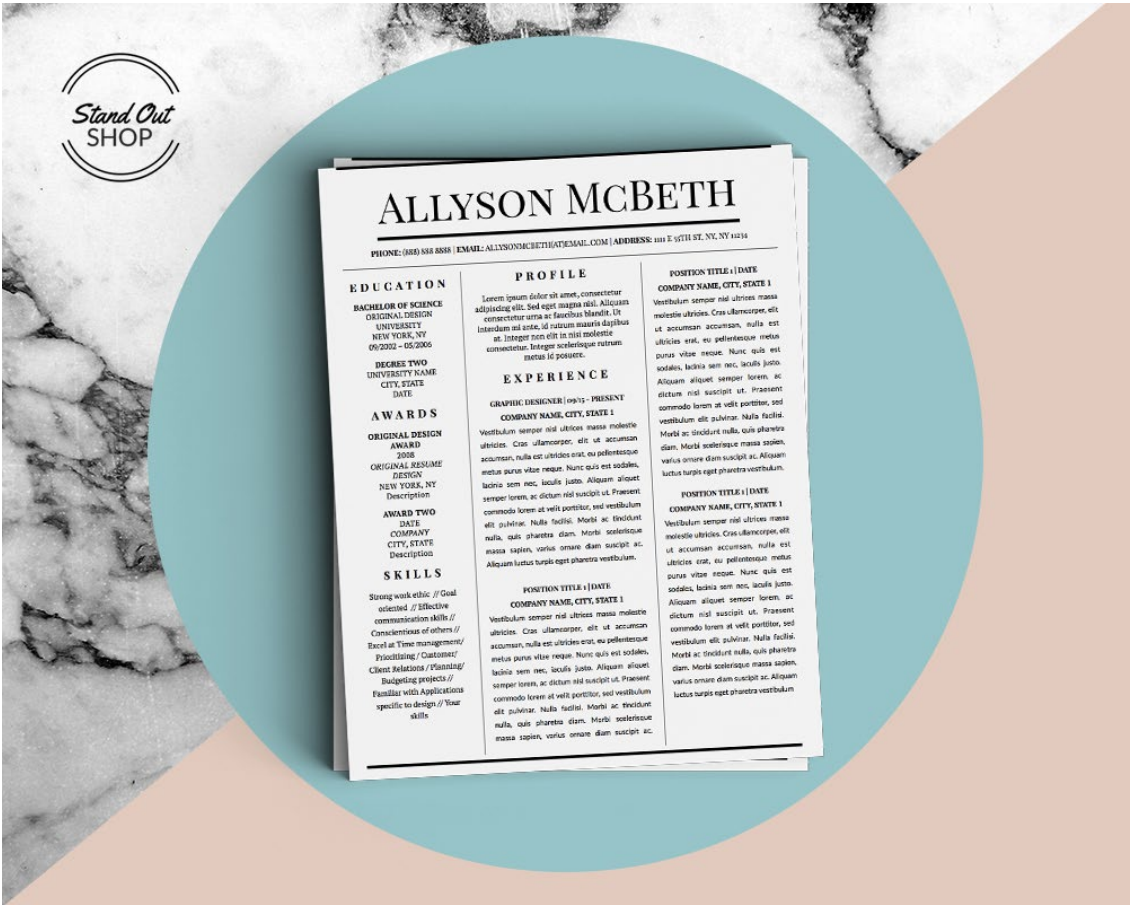 Stand Out
SHOP
ALLYSON MCBETH
PHONE: (888) 888 8888 | EMAIL: ALLYSONMCBETH(AT)EMAIL.COM | ADDRESS: 1111 E 55TH ST, NY, NY 11234
EDUCATION
BACHELOR OF SCIENCE
ORIGINAL DESIGN
UNIVERSITY
NEW YORK, NY
09/2002 – 05/2006
DEGREE TWO
UNIVERSITY NAME
CITY, STATE
DATE
AWARDS
ORIGINAL DESIGN
AWARD
2008
ORIGINAL RESUME
DESIGN
NEW YORK, NY
Description
AWARD TWO
DATE
COMPANY
CITY, STATE
Description
SKILLS
Strong work ethic // Goal
oriented // Effective
communication skills //
Conscientious of others //
Excel at Time management/
Prioritizing / Customer/
Client Relations / Planning/
Budgeting projects //
Familiar with Applications
specific to design // Your
skills
PROFILE
Lorem ipsum dolor sit amet, consectetur
adipiscing elit. Sed eget magna nisl. Aliquam
consectetur urna ac faucibus blandit. Ut
interdum mi ante, id rutrum mauris dapibus
at. Integer non elit in nisi molestie
consectetur. Integer scelerisque rutrum
metus id posuere.
EXPERIENCE
GRAPHIC DESIGNER | 09/15 – PRESENT
COMPANY NAME, CITY, STATE 1
Vestibulum semper nisl ultrices massa molestie
ultricies. Cras ullamcorper, elit ut accumsan
accumsan, nulla est ultricies erat, eu pellentesque
metus purus vitae neque. Nunc quis est sodales,
lacinia sem nec, iaculis justo. Aliquam aliquet
semper lorem, ac dictum nisl suscipit ut. Praesent
commodo lorem at velit porttitor, sed vestibulum
elit pulvinar. Nulla facilisi. Morbi ac tincidunt
nulla, quis pharetra diam. Morbi scelerisque
massa sapien, varius ornare diam suscipit ac.
Aliquam luctus turpis eget pharetra vestibulum.
POSITION TITLE 1 | DATE
COMPANY NAME, CITY, STATE 1
Vestibulum semper nisl ultrices massa molestie
ultricies. Cras ullamcorper, elit ut accumsan
accumsan, nulla est ultricies erat, eu pellentesque
metus purus vitae neque. Nunc quis est sodales,
lacinia sem nec, iaculis justo. Aliquam aliquet
semper lorem, ac dictum nisl suscipit ut. Praesent
commodo lorem at velit porttitor, sed vestibulum
elit pulvinar. Nulla facilisi. Morbi ac tincidunt
nulla, quis pharetra diam. Morbi scelerisque
massa sapien, varius ornare diam suscipit ac.
POSITION TITLE 1 | DATE
COMPANY NAME, CITY, STATE 1
Vestibulum semper nisl ultrices massa
molestie ultricies. Cras ullamcorper, elit
ut accumsan accumsan, nulla est
ultricies erat, eu pellentesque metus
purus vitae neque. Nunc quis est
sodales, lacinia sem nec, iaculis justo.
Aliquam aliquet semper lorem, ac
dictum nisl suscipit ut. Praesent
commodo lorem at velit porttitor, sed
vestibulum elit pulvinar. Nulla facilisi.
Morbi ac tincidunt nulla, quis pharetra
diam. Morbi scelerisque massa sapien,
varius ornare diam suscipit ac. Aliquam
luctus turpis eget pharetra vestibulum.
POSITION TITLE 1 | DATE
COMPANY NAME, CITY, STATE 1
Vestibulum semper nisl ultrices massa
molestie ultricies. Cras ullamcorper, elit
ut accumsan accumsan, nulla est
ultricies erat, eu pellentesque metus
purus vitae neque. Nunc quis est
sodales, lacinia sem nec, iaculis justo.
Aliquam aliquet semper lorem, ac
dictum nisl suscipit ut. Praesent
commodo lorem at velit porttitor, sed
vestibulum elit pulvinar. Nulla facilisi.
Morbi ac tincidunt nulla, quis pharetra
diam. Morbi scelerisque massa sapien,
varius ornare diam suscipit ac. Aliquam
luctus turpis eget pharetra vestibulum